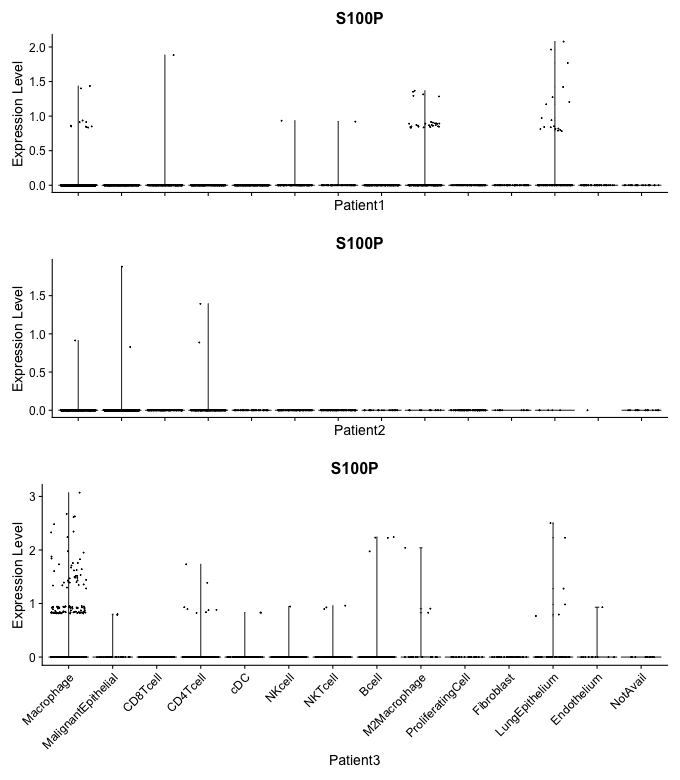 S100P
Expression Level
2.0
1.5
1.0
0.5
0.0
Patient1
S100P
Expression Level
1.5
1.0
0.5
0.0
Patient2
S100P
Expression Level
3
2
1
0
Macrophage
MalignantEpithelial
CD8Tcell
CD4Tcell
cDC
NKcell
NKTcell
Bcell
M2Macrophage
ProliferatingCell
Fibroblast
LungEpithelium
Endothelium
NotAvail
Patient3